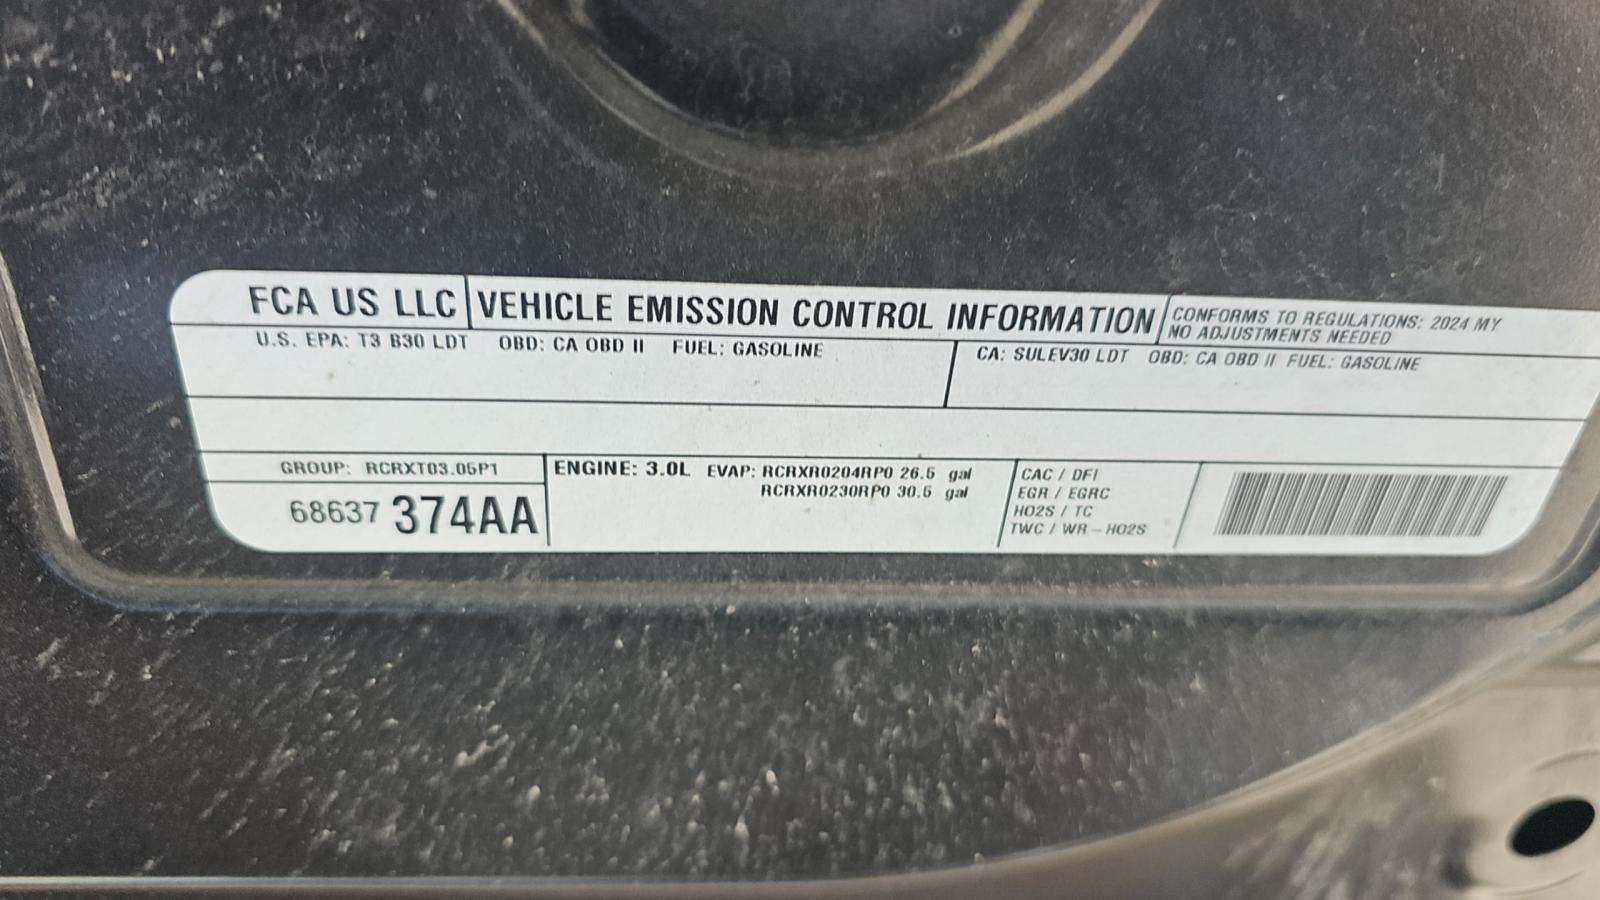 FCA US LLC VEHICLE EMISSION CONTROL INFORMATION
CONFORMS TO REGULATIONS: 2024 MY
NO ADJUSTMENTS NEEDED
U.S. EPA: T3 B30 LDT OBD: CA OBD II FUEL: GASOLINE
CA: SULEV30 LDT OBD: CA OBD II FUEL: GASOLINE
GROUP: RCRXT03.05P1
68637 374AA
ENGINE: 3.0L EVAP: RCRXR0204RP0 26.5 gal
RCRXR0230RP0 30.5 gal
CAC / DFI
EGR / EGRC
HO2S / TC
TWC / WR-HO2S